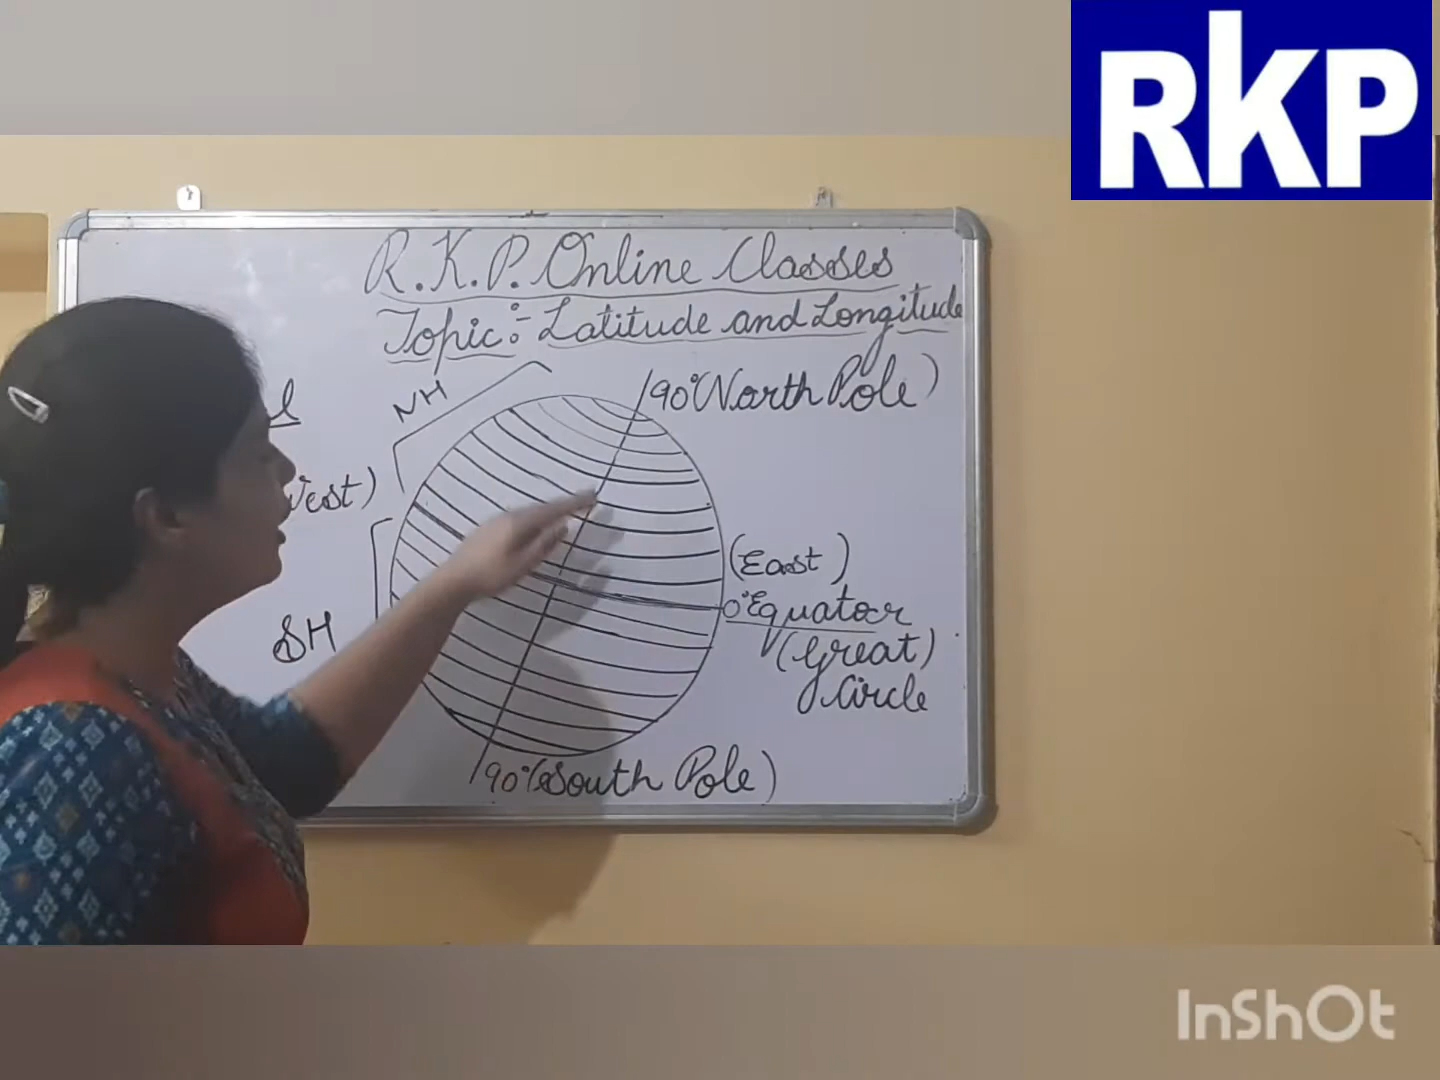 RKP
R.K.P. Online Classes
Topic:- Latitude and Longitude
NH
90° (North Pole)
West)
(East)
0° Equator
(Great)
Circle
SH
90° (South Pole)
InShOt